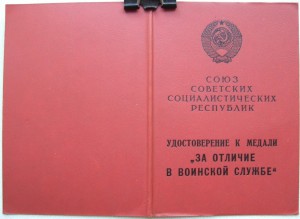 СОЮЗ
СОВЕТСКИХ
СОЦИАЛИСТИЧЕСКИХ
РЕСПУБЛИК
УДОСТОВЕРЕНИЕ К МЕДАЛИ
„ЗА ОТЛИЧИЕ
В ВОИНСКОЙ СЛУЖБЕ“